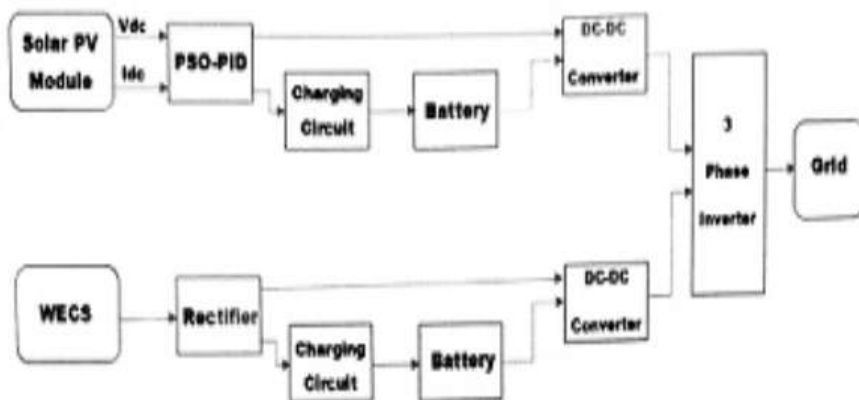 Solar PV
Module
Vdc
Idc
PSO-PID
Charging
Circuit
Battery
DC-DC
Converter
3
Phase
Inverter
Grid
WECS
Rectifier
Charging
Circuit
Battery
DC-DC
Converter